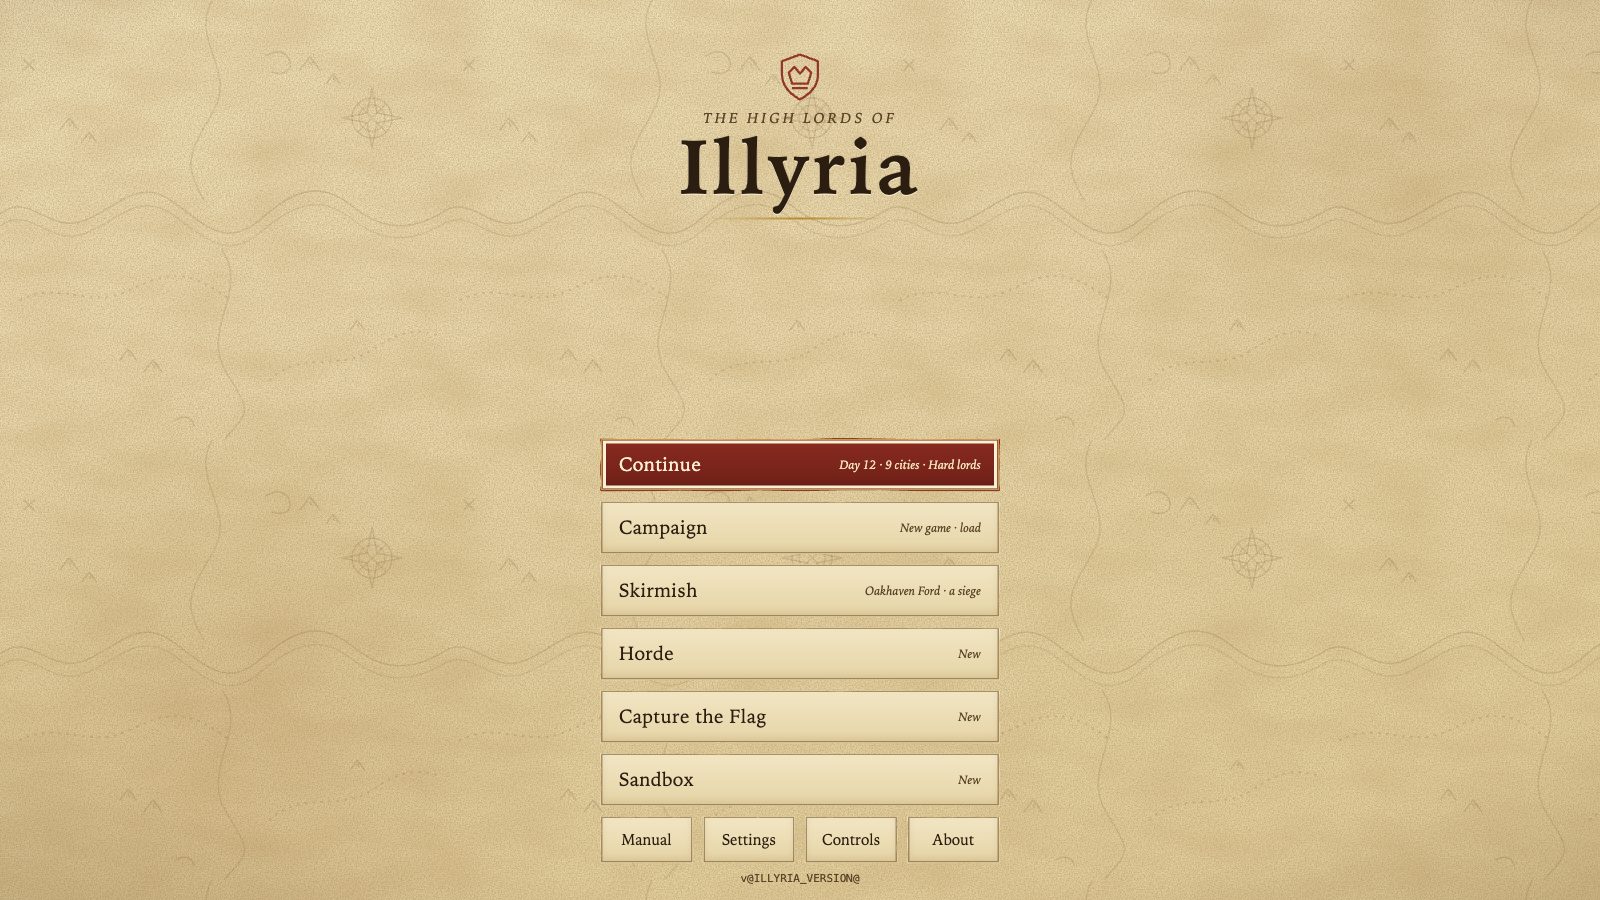 THE HIGH LORDS OF
Illyria
Continue Day 12 · 9 cities · Hard lords
Campaign New game · load
Skirmish Oakhaven Ford · a siege
Horde New
Capture the Flag New
Sandbox New
Manual Settings Controls About
v@ILLYRIA_VERSION@